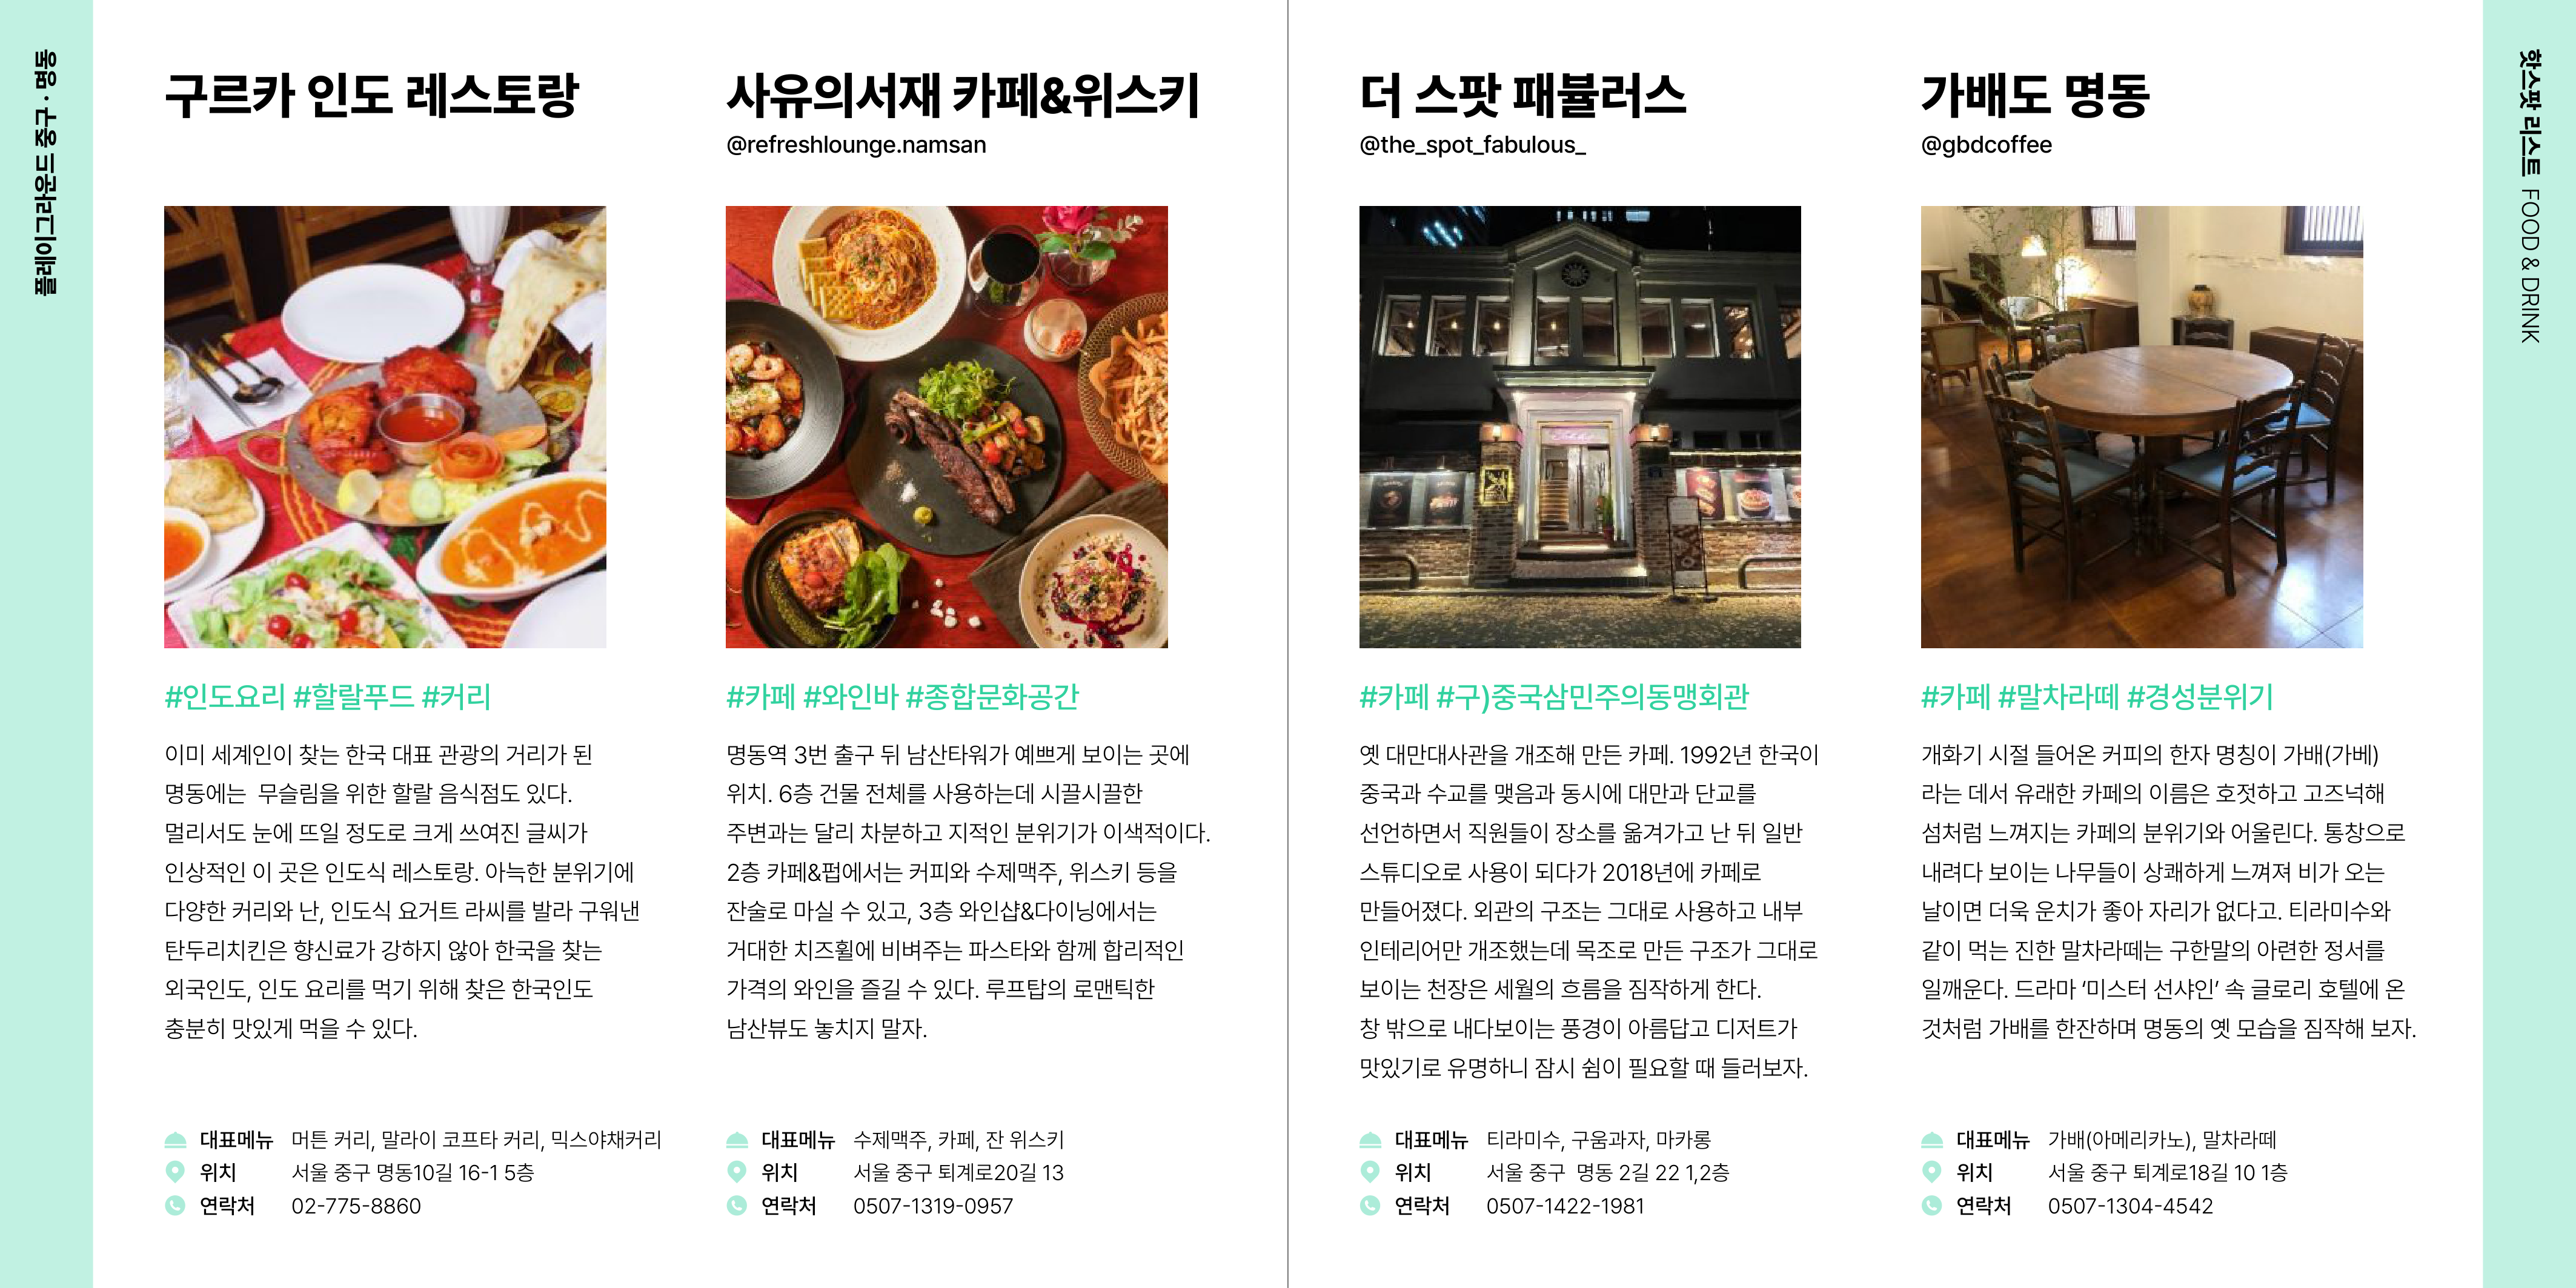 플레이그라운드 중구 · 명동
구르카 인도 레스토랑
#인도요리 #할랄푸드 #커리
이미 세계인이 찾는 한국 대표 관광의 거리가 된
명동에는 무슬림을 위한 할랄 음식점도 있다.
멀리서도 눈에 뜨일 정도로 크게 쓰여진 글씨가
인상적인 이 곳은 인도식 레스토랑. 아늑한 분위기에
다양한 커리와 난, 인도식 요거트 라씨를 발라 구워낸
탄두리치킨은 향신료가 강하지 않아 한국을 찾는
외국인도, 인도 요리를 먹기 위해 찾은 한국인도
충분히 맛있게 먹을 수 있다.
대표메뉴 머튼 커리, 말라이 코프타 커리, 믹스야채커리
위치 서울 중구 명동10길 16-1 5층
연락처 02-775-8860
사유의서재 카페&위스키
@refreshlounge.namsan
#카페 #와인바 #종합문화공간
명동역 3번 출구 뒤 남산타워가 예쁘게 보이는 곳에
위치. 6층 건물 전체를 사용하는데 시끌시끌한
주변과는 달리 차분하고 지적인 분위기가 이색적이다.
2층 카페&펍에서는 커피와 수제맥주, 위스키 등을
잔술로 마실 수 있고, 3층 와인샵&다이닝에서는
거대한 치즈휠에 비벼주는 파스타와 함께 합리적인
가격의 와인을 즐길 수 있다. 루프탑의 로맨틱한
남산뷰도 놓치지 말자.
대표메뉴 수제맥주, 카페, 잔 위스키
위치 서울 중구 퇴계로20길 13
연락처 0507-1319-0957
더 스팟 패뷸러스
@the_spot_fabulous_
#카페 #구)중국삼민주의동맹회관
옛 대만대사관을 개조해 만든 카페. 1992년 한국이
중국과 수교를 맺음과 동시에 대만과 단교를
선언하면서 직원들이 장소를 옮겨가고 난 뒤 일반
스튜디오로 사용이 되다가 2018년에 카페로
만들어졌다. 외관의 구조는 그대로 사용하고 내부
인테리어만 개조했는데 목조로 만든 구조가 그대로
보이는 천장은 세월의 흐름을 짐작하게 한다.
창 밖으로 내다보이는 풍경이 아름답고 디저트가
맛있기로 유명하니 잠시 쉼이 필요할 때 들러보자.
대표메뉴 티라미수, 구움과자, 마카롱
위치 서울 중구 명동 2길 22 1,2층
연락처 0507-1422-1981
가배도 명동
@gbdcoffee
#카페 #말차라떼 #경성분위기
개화기 시절 들어온 커피의 한자 명칭이 가배(가베)
라는 데서 유래한 카페의 이름은 호젓하고 고즈넉해
섬처럼 느껴지는 카페의 분위기와 어울린다. 통창으로
내려다 보이는 나무들이 상쾌하게 느껴져 비가 오는
날이면 더욱 운치가 좋아 자리가 없다고. 티라미수와
같이 먹는 진한 말차라떼는 구한말의 아련한 정서를
일깨운다. 드라마 ‘미스터 선샤인’ 속 글로리 호텔에 온
것처럼 가배를 한잔하며 명동의 옛 모습을 짐작해 보자.
대표메뉴 가배(아메리카노), 말차라떼
위치 서울 중구 퇴계로18길 10 1층
연락처 0507-1304-4542
핫스팟 리스트 FOOD & DRINK